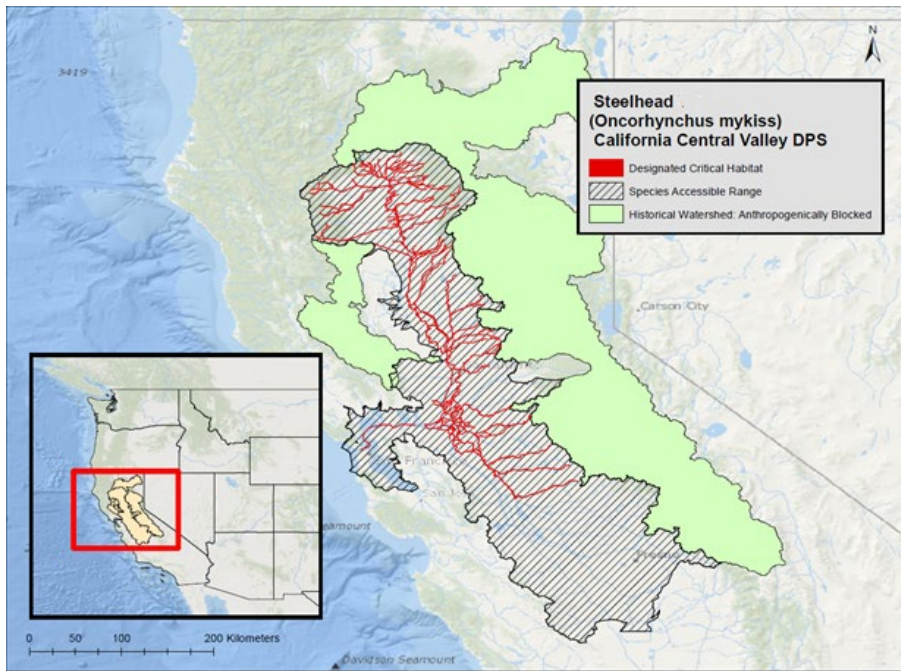 3419
N
Steelhead
(Oncorhynchus mykiss)
California Central Valley DPS
Designated Critical Habitat
Species Accessible Range
Historical Watershed: Anthropogenically Blocked
Carson City
Franc
San Jo
Seamount
Fresno
0 50 100 200 Kilometers
Davidson Seamount